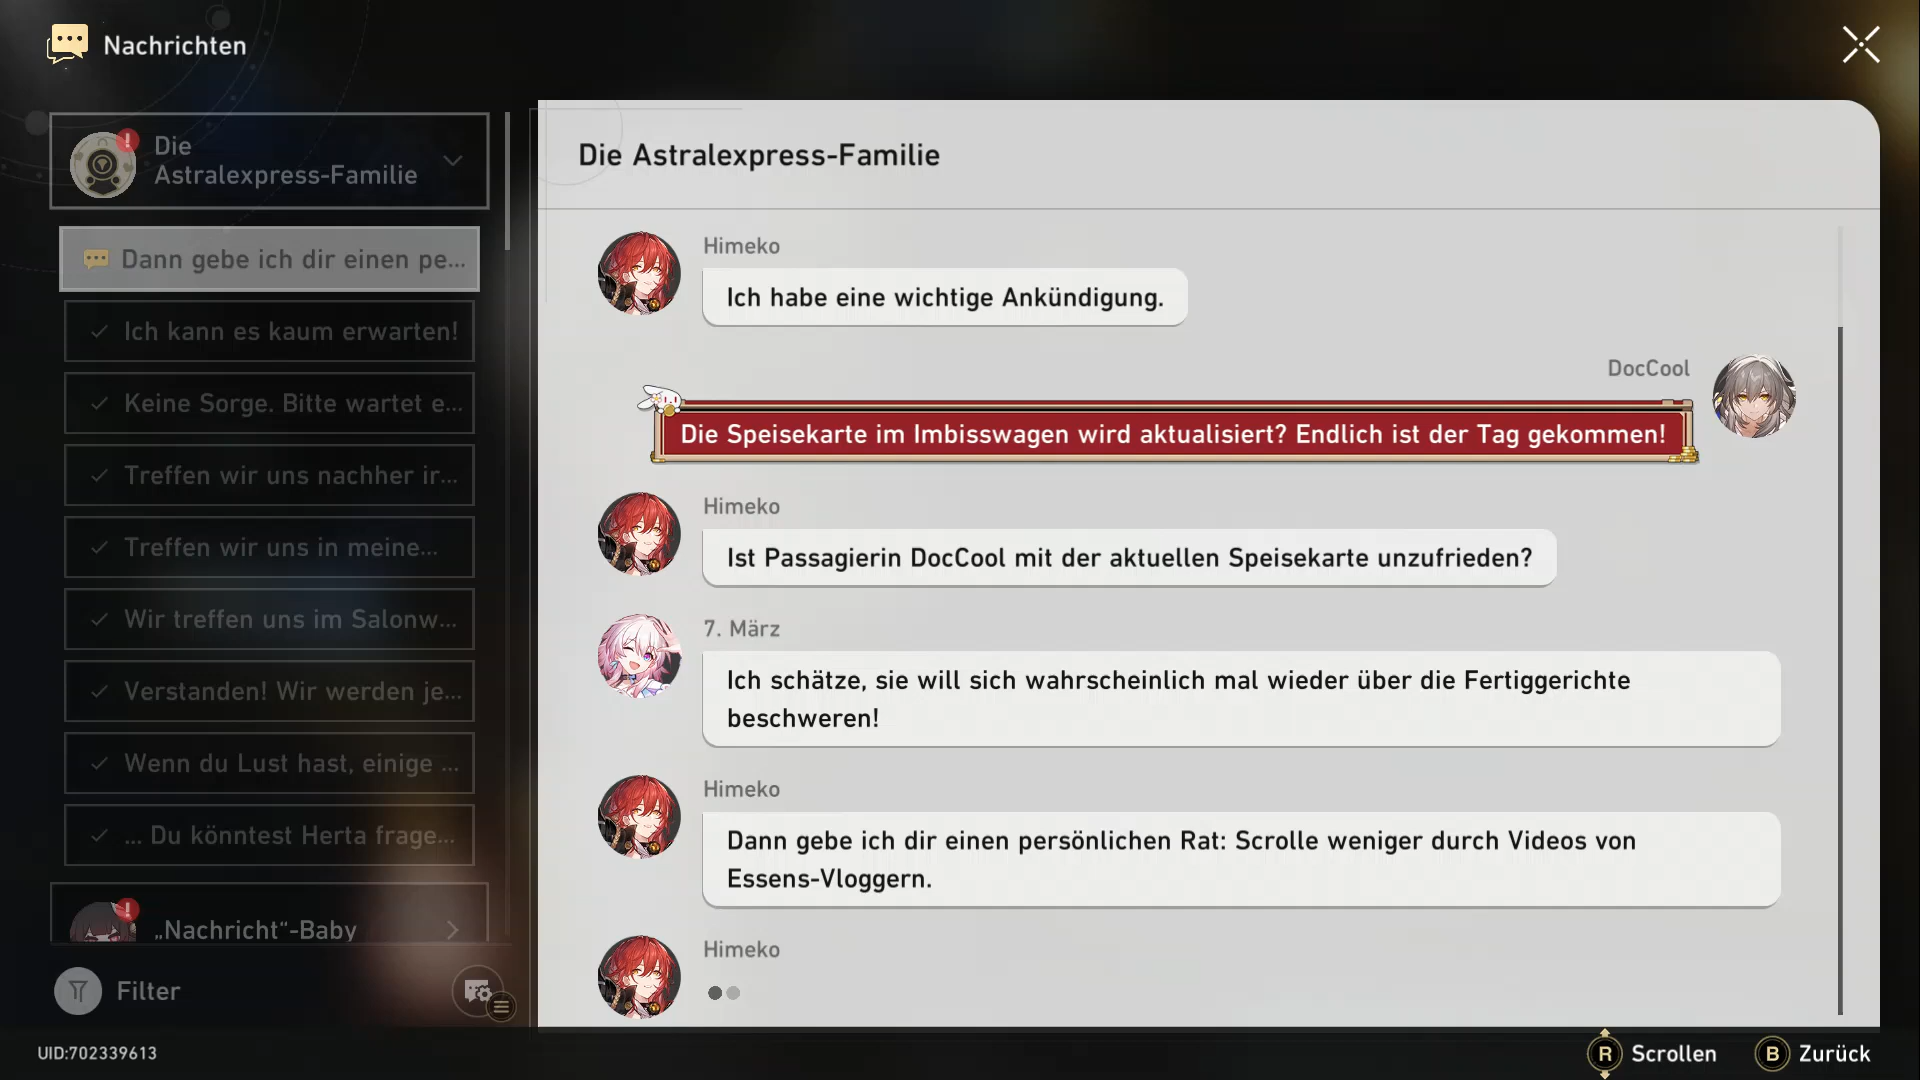 Nachrichten
Die
Astralexpress-Familie
Dann gebe ich dir einen pe...
Ich kann es kaum erwarten!
Keine Sorge. Bitte wartet e...
Treffen wir uns nachher ir...
Treffen wir uns in meine...
Wir treffen uns im Salonw...
Verstanden! Wir werden je...
Wenn du Lust hast, einige ...
... Du könntest Herta frage...
„Nachricht“-Baby
Filter
Die Astralexpress-Familie
Himeko
Ich habe eine wichtige Ankündigung.
DocCool
Die Speisekarte im Imbisswagen wird aktualisiert? Endlich ist der Tag gekommen!
Himeko
Ist Passagierin DocCool mit der aktuellen Speisekarte unzufrieden?
7. März
Ich schätze, sie will sich wahrscheinlich mal wieder über die Fertiggerichte
beschweren!
Himeko
Dann gebe ich dir einen persönlichen Rat: Scrolle weniger durch Videos von
Essens-Vloggern.
Himeko
UID:702339613
R Scrollen
B Zurück